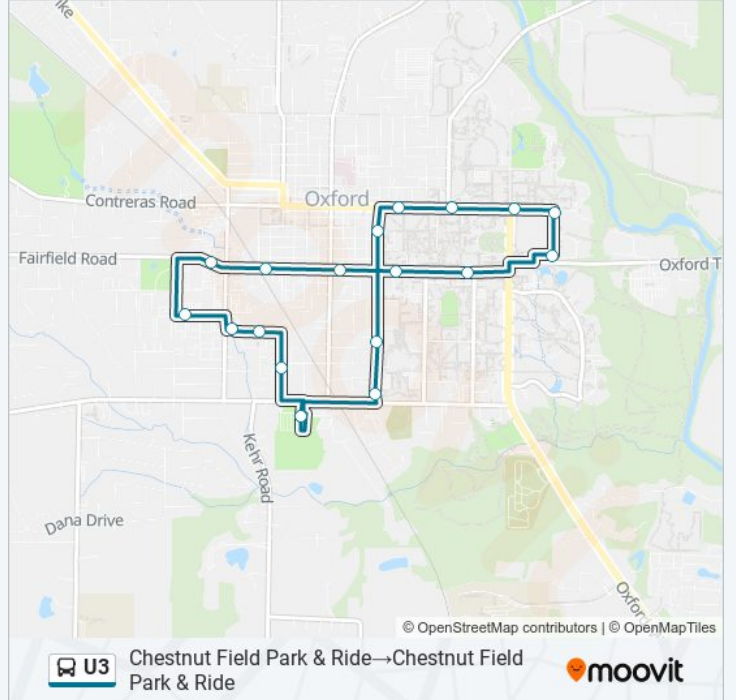 ke
Contreras Road
Oxford
Fairfield Road
Oxford T
Kehr Road
Dana Drive
Oxfor
© OpenStreetMap contributors | © OpenMapTiles
U3
Chestnut Field Park & Ride→Chestnut Field
Park & Ride
moovit